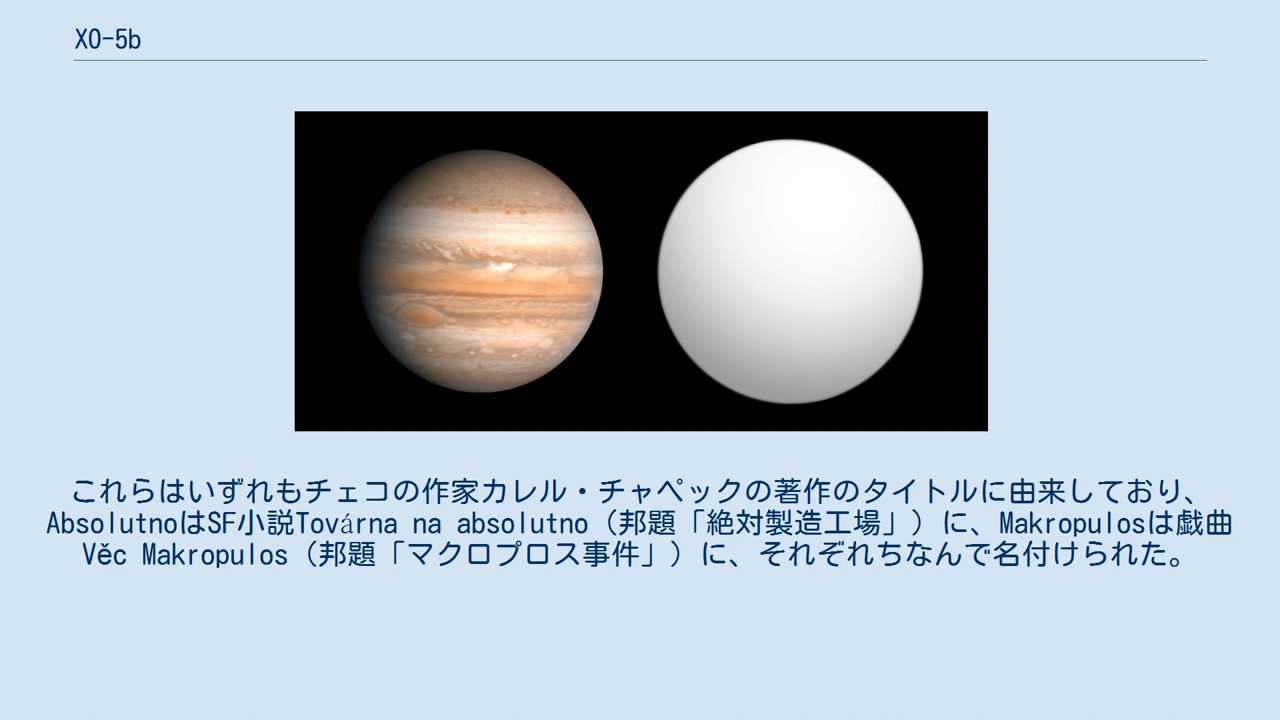 XO-5b
これらはいずれもチェコの作家カレル・チャペックの著作のタイトルに由来しており、
AbsolutnoはSF小説Továrna na absolutno（邦題「絶対製造工場」）に、Makropulosは戯曲
Věc Makropulos（邦題「マクロプロス事件」）に、それぞれちなんで名付けられた。